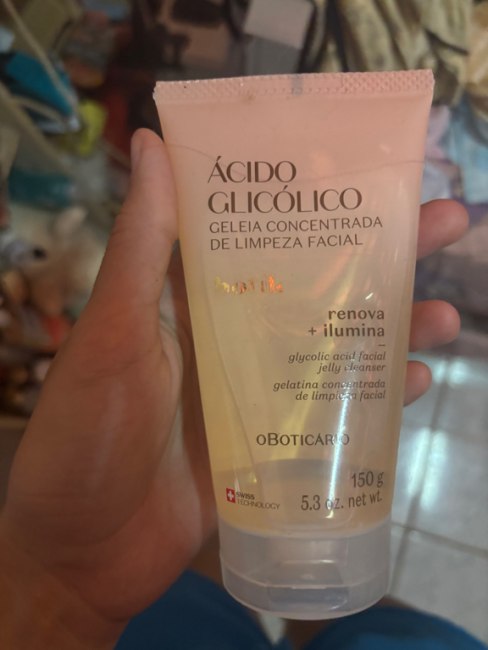 ÁCIDO
GLICÓLICO
GELEIA CONCENTRADA
DE LIMPEZA FACIAL
renova
+ ilumina
glycolic acid facial
jelly cleanser
gelatina concentrada
de limpieza facial
oBOTICÁRIO
150 g
5.3 oz. net wt.
SWISS
TECHNOLOGY